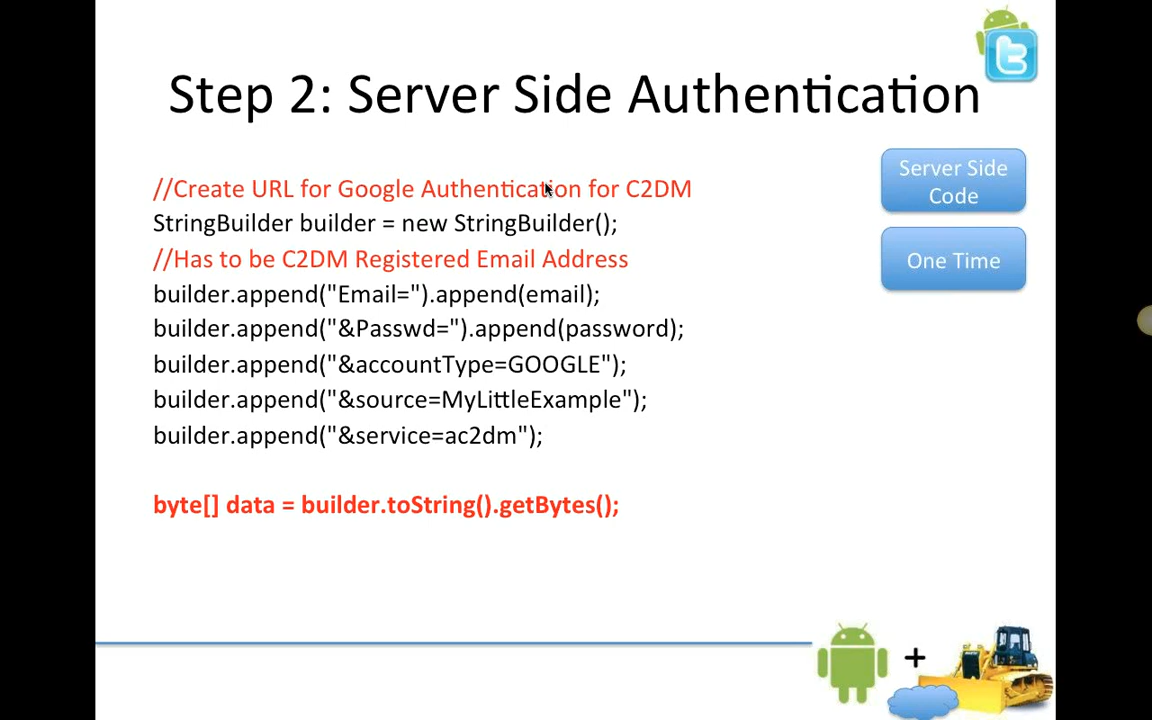 Step 2: Server Side Authentication
Server Side
Code
One Time
//Create URL for Google Authentication for C2DM
StringBuilder builder = new StringBuilder();
//Has to be C2DM Registered Email Address
builder.append("Email=").append(email);
builder.append("&Passwd=").append(password);
builder.append("&accountType=GOOGLE");
builder.append("&source=MyLittleExample");
builder.append("&service=ac2dm");
byte[] data = builder.toString().getBytes();
+